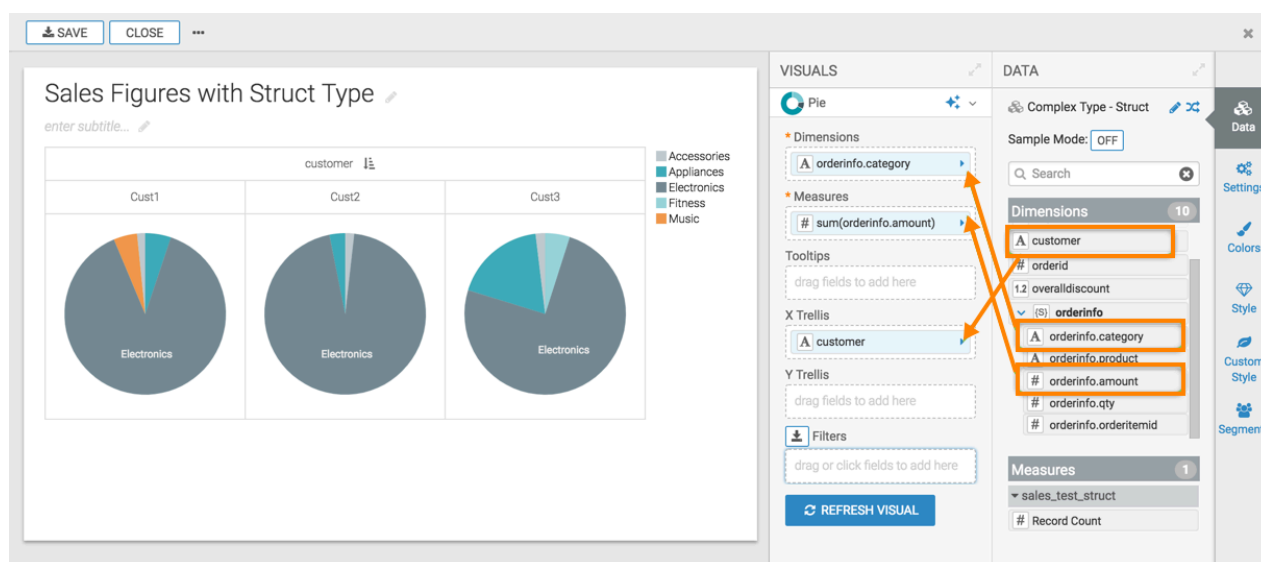 SAVE
CLOSE
Sales Figures with Struct Type
enter subtitle...
customer
Cust1
Cust2
Cust3
Electronics
Electronics
Electronics
Accessories
Appliances
Electronics
Fitness
Music
VISUALS
Pie
* Dimensions
A orderinfo.category
* Measures
# sum(orderinfo.amount)
Tooltips
drag fields to add here
X Trellis
A customer
Y Trellis
drag fields to add here
Filters
drag or click fields to add here
REFRESH VISUAL
DATA
Complex Type - Struct
Sample Mode: OFF
Search
Dimensions 10
A customer
# orderid
1.2 overalldiscount
{S} orderinfo
A orderinfo.category
A orderinfo.product
# orderinfo.amount
# orderinfo.qty
# orderinfo.orderitemid
Measures 1
sales_test_struct
# Record Count
Data
Settings
Colors
Style
Custom
Style
Segment